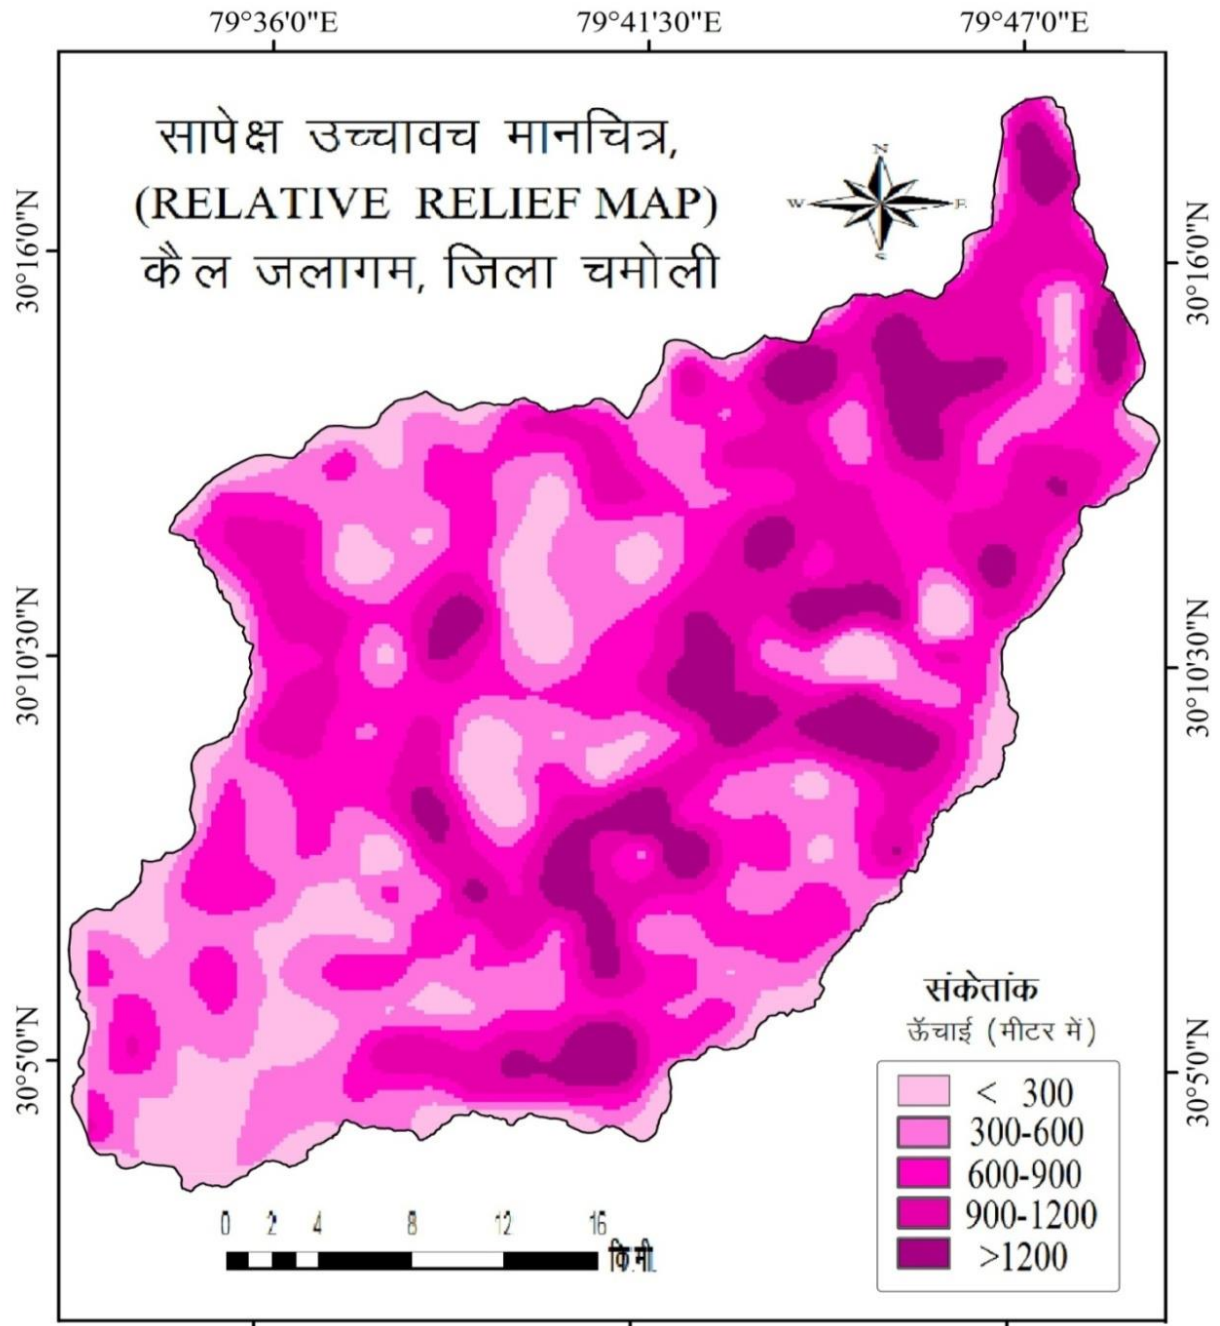 79°36'0"E
79°41'30"E
79°47'0"E
सापेक्ष उच्चावच मानचित्र,
(RELATIVE RELIEF MAP)
कैल जलागम, जिला चमोली
N
W
E
S
30°16'0"N
30°16'0"N
30°10'30"N
30°10'30"N
30°5'0"N
30°5'0"N
संकेतांक
ऊँचाई (मीटर में)
< 300
300-600
600-900
900-1200
>1200
0 2 4 8 12 16
कि.मी.